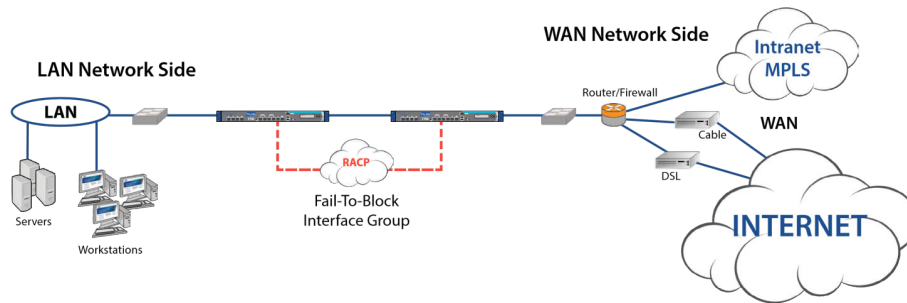 LAN Network Side
WAN Network Side
Intranet
MPLS
Router/Firewall
LAN
Cable
WAN
RACP
DSL
Fail-To-Block
Interface Group
Servers
Workstations
INTERNET